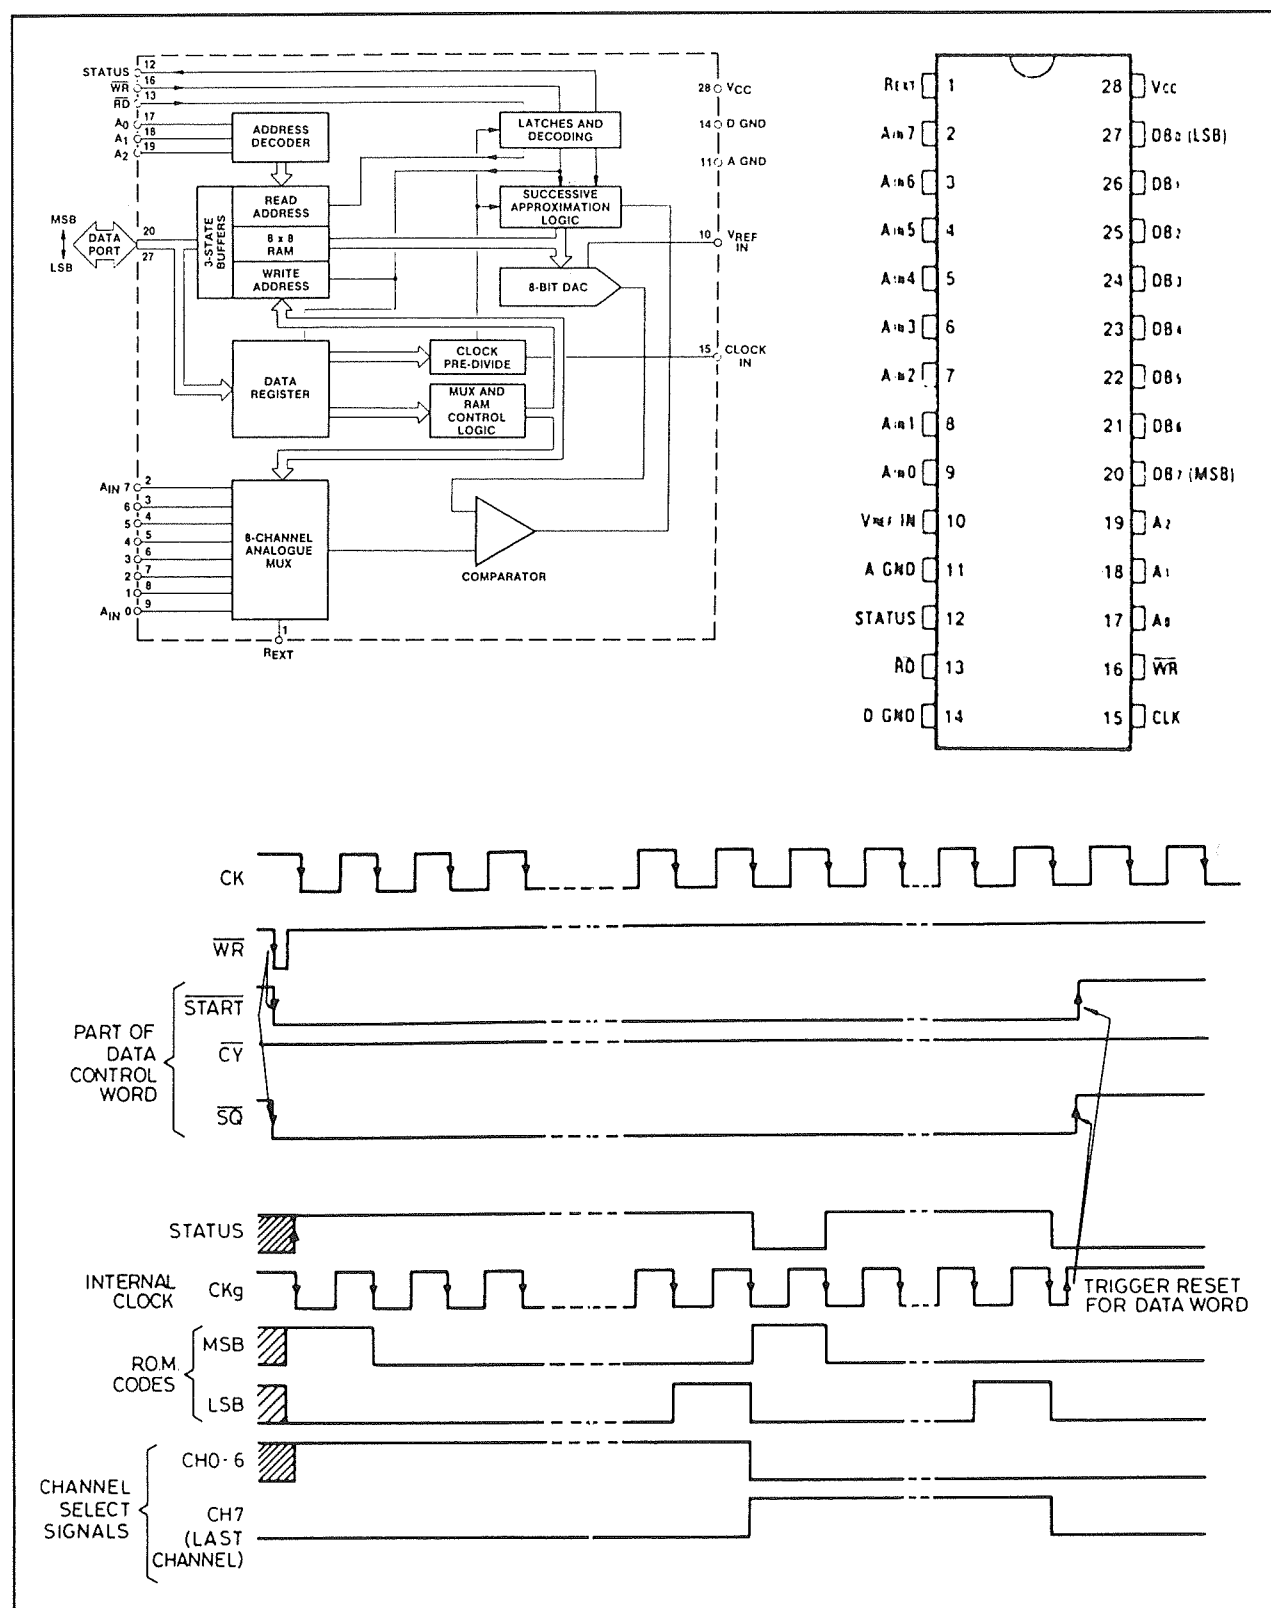 STATUS 12
WR 16
RD 13
A0 17
A1 18
A2 19
ADDRESS
DECODER
LATCHES AND
DECODING
28 VCC
14 D GND
11 A GND
3-STATE BUFFERS
READ
ADDRESS
8 x 8
RAM
WRITE
ADDRESS
SUCCESSIVE
APPROXIMATION
LOGIC
MSB
LSB
DATA
PORT
20
27
10 VREF
IN
8-BIT DAC
DATA
REGISTER
CLOCK
PRE-DIVIDE
15 CLOCK
IN
MUX AND
RAM
CONTROL
LOGIC
AIN 7 2
6 3
5 4
4 5
3 6
2 7
1 8
AIN 0 9
8-CHANNEL
ANALOGUE
MUX
COMPARATOR
1
REXT
REXT 1 28 VCC
Ain7 2 27 DB0 (LSB)
Ain6 3 26 DB1
Ain5 4 25 DB2
Ain4 5 24 DB3
Ain3 6 23 DB4
Ain2 7 22 DB5
Ain1 8 21 DB6
Ain0 9 20 DB7 (MSB)
VREF IN 10 19 A2
A GND 11 18 A1
STATUS 12 17 A0
RD 13 16 WR
D GND 14 15 CLK
CK
WR
PART OF
DATA
CONTROL
WORD
START
CY
SQ
STATUS
INTERNAL
CLOCK
CKg
TRIGGER RESET
FOR DATA WORD
R.O.M.
CODES
MSB
LSB
CHANNEL
SELECT
SIGNALS
CH0-6
CH7
(LAST
CHANNEL)